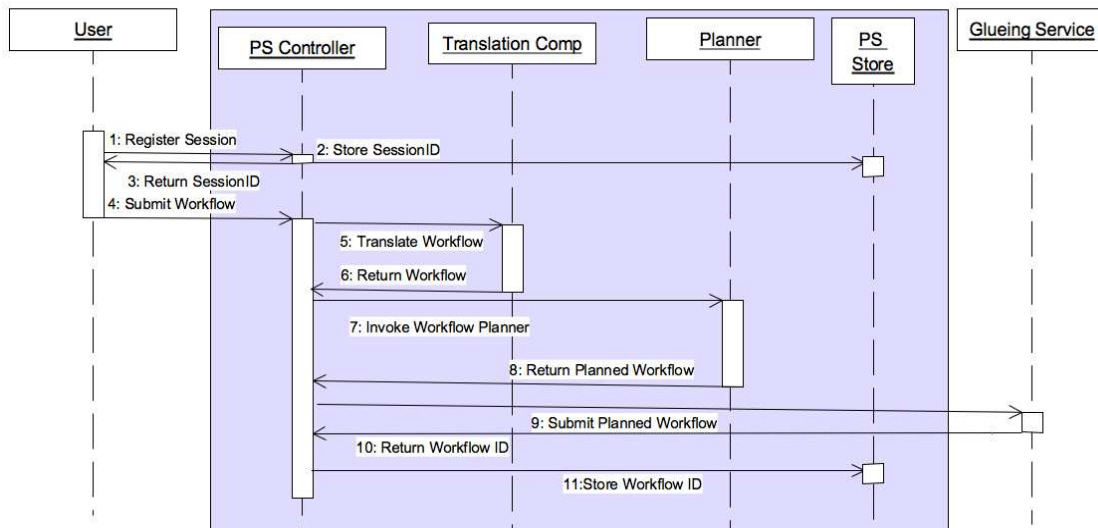 User
PS Controller
Translation Comp
Planner
PS
Store
Glueing Service
1: Register Session
2: Store SessionID
3: Return SessionID
4: Submit Workflow
5: Translate Workflow
6: Return Workflow
7: Invoke Workflow Planner
8: Return Planned Workflow
9: Submit Planned Workflow
10: Return Workflow ID
11:Store Workflow ID